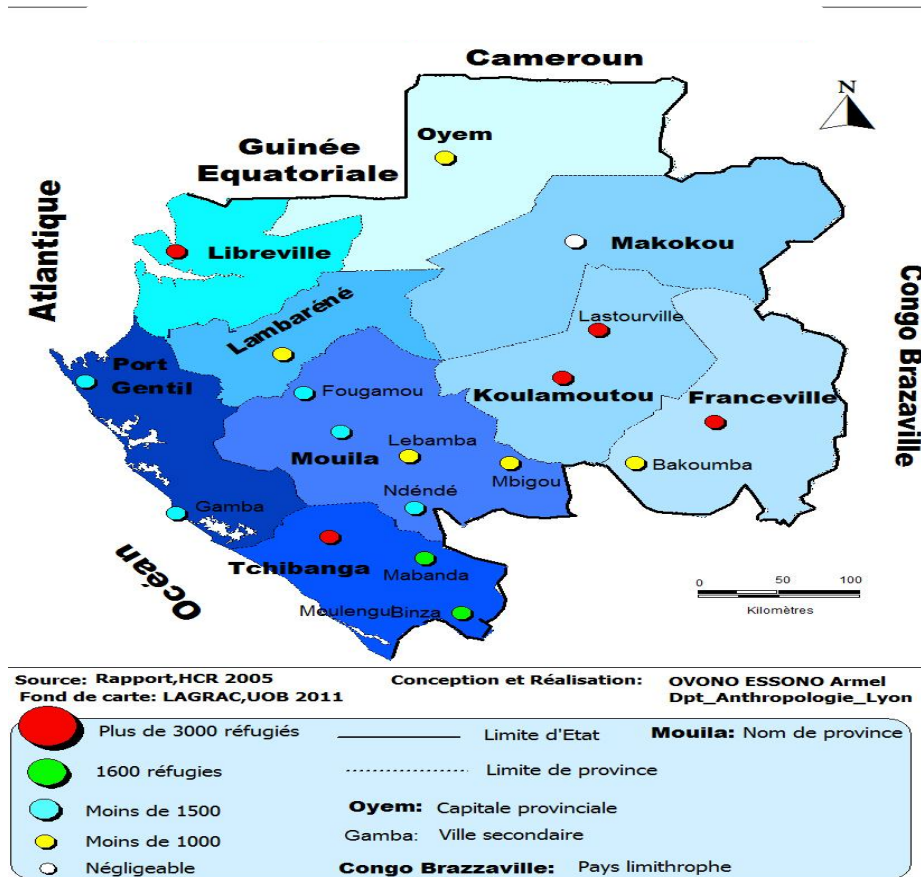 Cameroun
N
Oyem
Guinée
Equatoriale
Atlantique
Libreville
Makokou
Congo Brazaville
Lastourville
Lambaréné
Port
Gentil
Koulamoutou
Franceville
Fougamou
Mouila
Lebamba
Mbigou
Bakoumba
Ndéndé
Gamba
Océan
Tchibanga
Mabanda
Moulengui Binza
0 50 100
Kilomètres
Source: Rapport,HCR 2005 Conception et Réalisation: OVONO ESSONO Armel
Fond de carte: LAGRAC,UOB 2011 Dpt_Anthropologie_Lyon
Plus de 3000 réfugiés Limite d'Etat Mouila: Nom de province
1600 réfugies Limite de province
Moins de 1500 Oyem: Capitale provinciale
Moins de 1000 Gamba: Ville secondaire
Négligeable Congo Brazzaville: Pays limithrophe